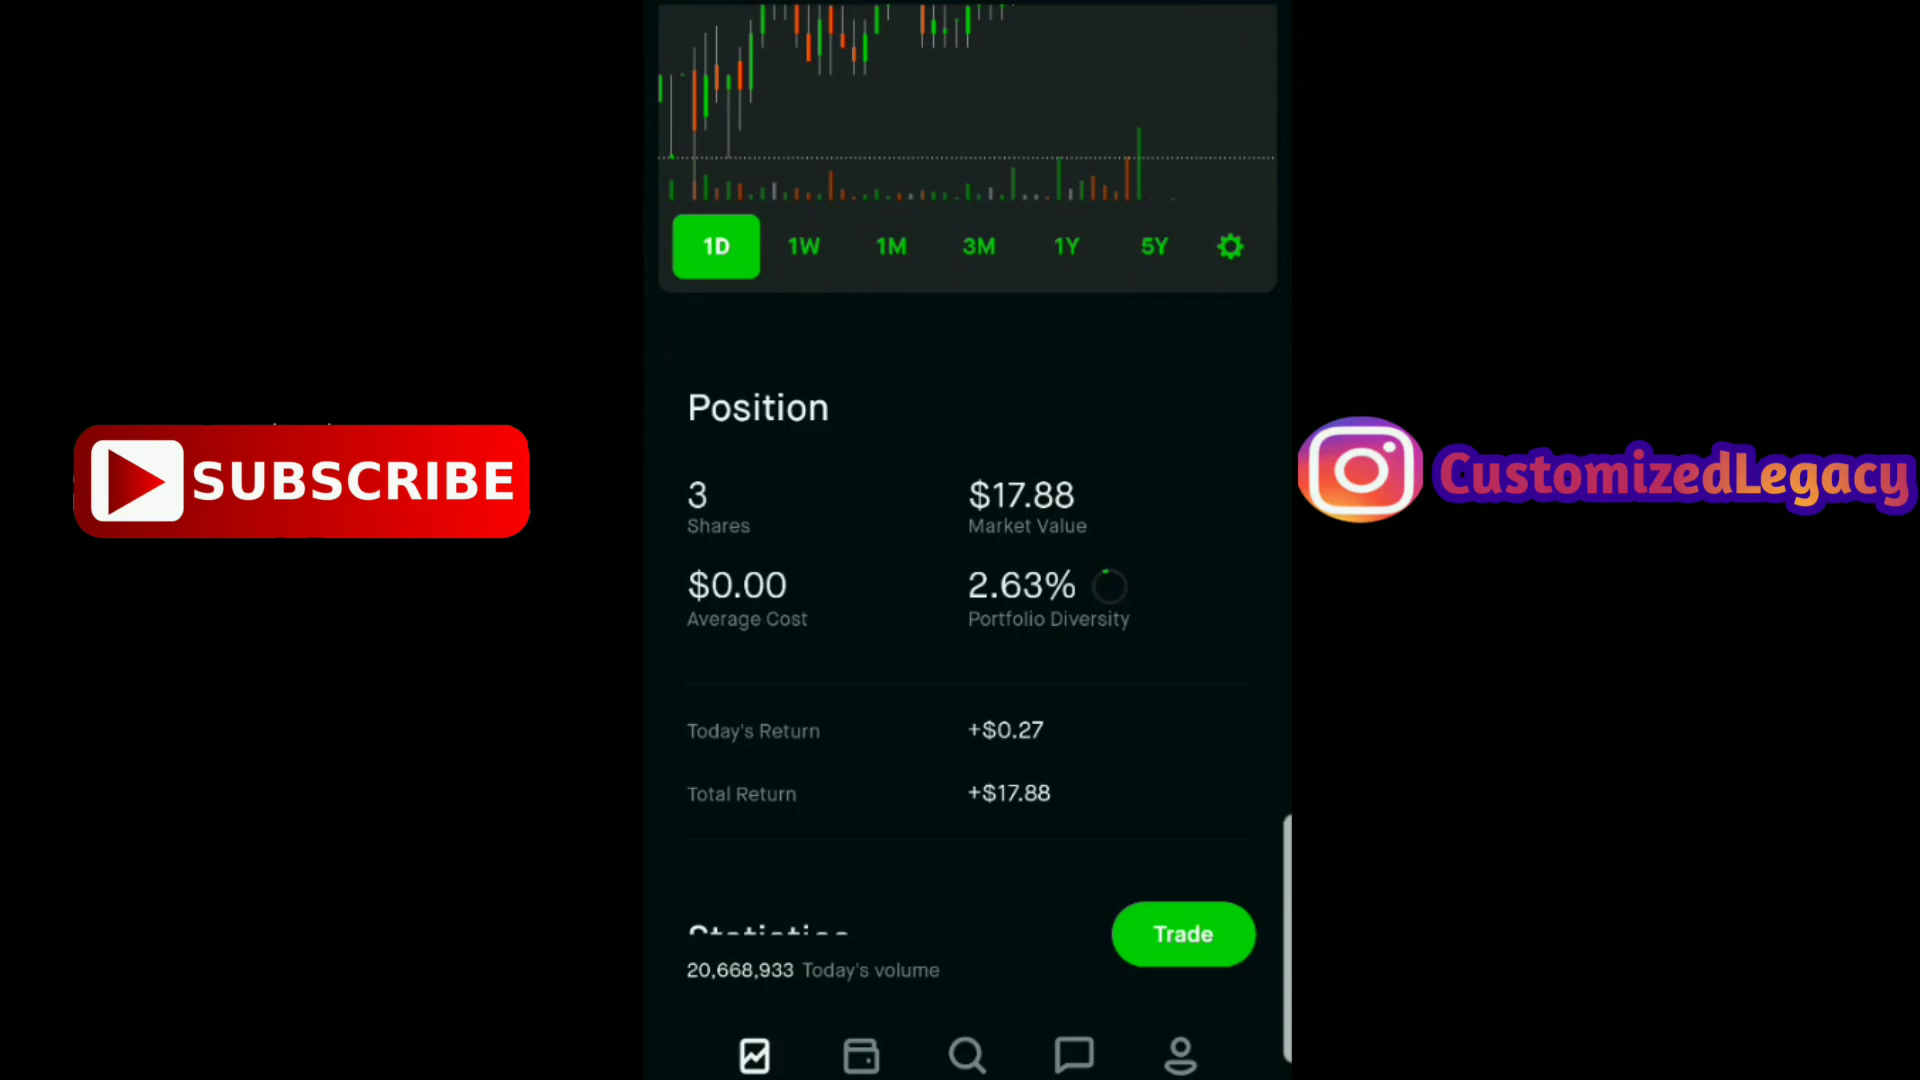 1D 1W 1M 3M 1Y 5Y
SUBSCRIBE
CustomizedLegacy
Position
3 $17.88
Shares Market Value
$0.00 2.63%
Average Cost Portfolio Diversity
Today's Return +$0.27
Total Return +$17.88
Trade
20,668,933 Today's volume